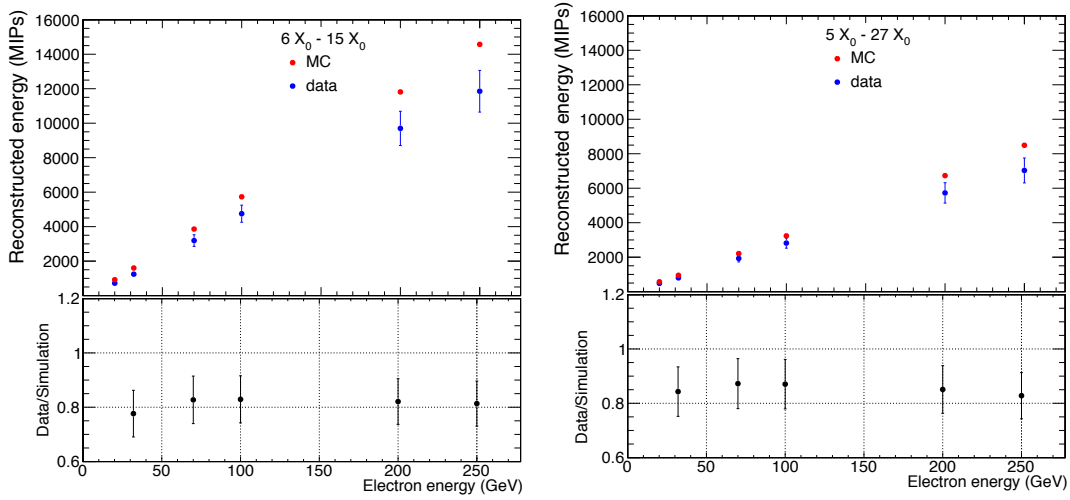 16000
14000
12000
10000
8000
6000
4000
2000
Reconstructed energy (MIPs)
6 X0 - 15 X0
MC
data
1.2
1
0.8
0.6
Data/Simulation
0 50 100 150 200 250
Electron energy (GeV)
16000
14000
12000
10000
8000
6000
4000
2000
Reconstructed energy (MIPs)
5 X0 - 27 X0
MC
data
1.2
1
0.8
0.6
Data/Simulation
0 50 100 150 200 250
Electron energy (GeV)